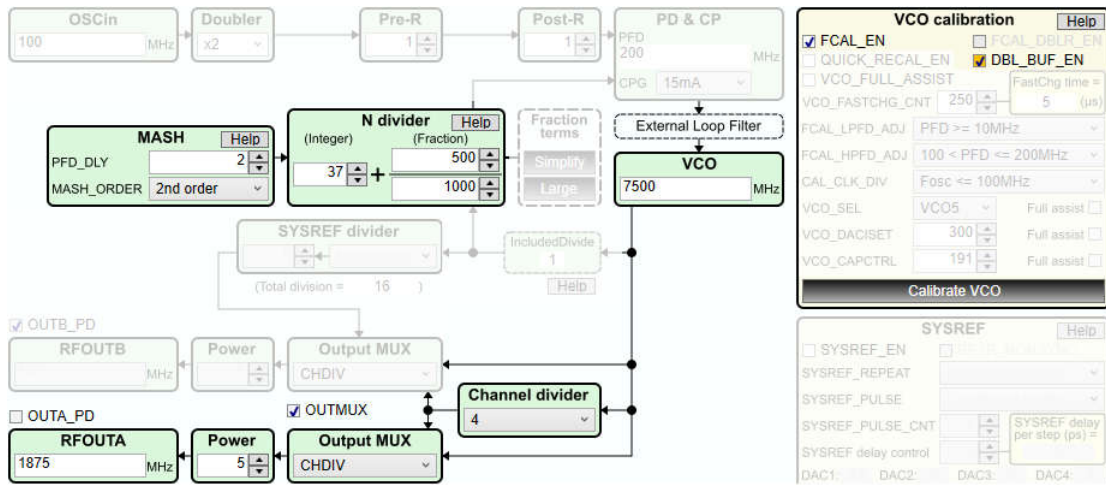 OSCin
100 MHz
Doubler
x2
Pre-R
1
Post-R
1
PD & CP
PFD
200
MHz
CPG 15mA
MASH Help
PFD_DLY 2
MASH_ORDER 2nd order
N divider Help
(Integer) (Fraction)
37 + 500
1000
Fraction
terms
Simplify
Large
External Loop Filter
VCO
7500 MHz
SYSREF divider
(Total division = 16 )
IncludedDivide
1
Help
OUTB_PD
RFOUTB
MHz
Power
Output MUX
CHDIV
Channel divider
4
OUTA_PD
OUTMUX
RFOUTA
1875 MHz
Power
5
Output MUX
CHDIV
VCO calibration Help
FCAL_EN FCAL_DBLR_EN
QUICK_RECAL_EN DBL_BUF_EN
VCO_FULL_ASSIST
FastChg time =
VCO_FASTCHG_CNT 250 5 (µs)
FCAL_LPFD_ADJ PFD >= 10MHz
FCAL_HPFD_ADJ 100 < PFD <= 200MHz
CAL_CLK_DIV Fosc <= 100MHz
VCO_SEL VCO5 Full assist
VCO_DACISET 300 Full assist
VCO_CAPCTRL 191 Full assist
Calibrate VCO
SYSREF Help
SYSREF_EN
SYSREF_REPEAT
SYSREF_PULSE
SYSREF_PULSE_CNT
SYSREF delay
per step (ps) =
SYSREF delay control
DAC1: DAC2: DAC3: DAC4: